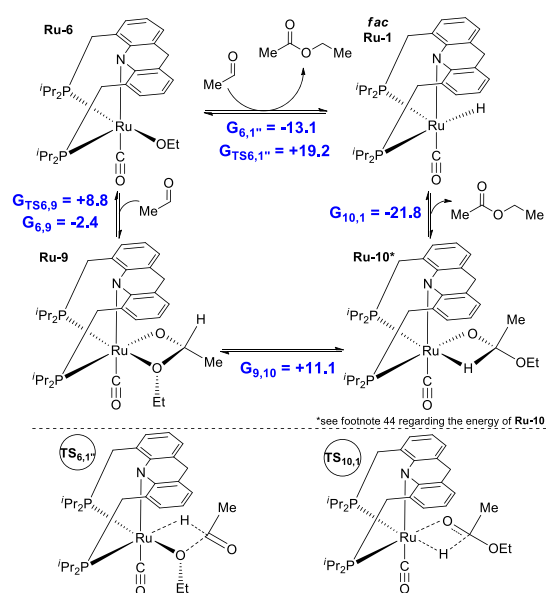 Ru-6
fac
Ru-1
O
Me
O
Me
O
Me
N
iPr2P
iPr2P
Ru
OEt
C
O
G6,1" = -13.1
GTS6,1" = +19.2
N
iPr2P
iPr2P
Ru
H
C
O
GTS6,9 = +8.8
G6,9 = -2.4
O
Me
G10,1 = -21.8
O
Me
O
Me
Ru-9
Ru-10*
N
iPr2P
iPr2P
Ru
O
H
Me
O
Et
C
O
G9,10 = +11.1
N
iPr2P
iPr2P
Ru
O
Me
H
OEt
C
O
*see footnote 44 regarding the energy of Ru-10
TS6,1"
N
iPr2P
iPr2P
Ru
H
Me
O
O
Et
C
O
TS10,1
N
iPr2P
iPr2P
Ru
O
Me
H
OEt
C
O